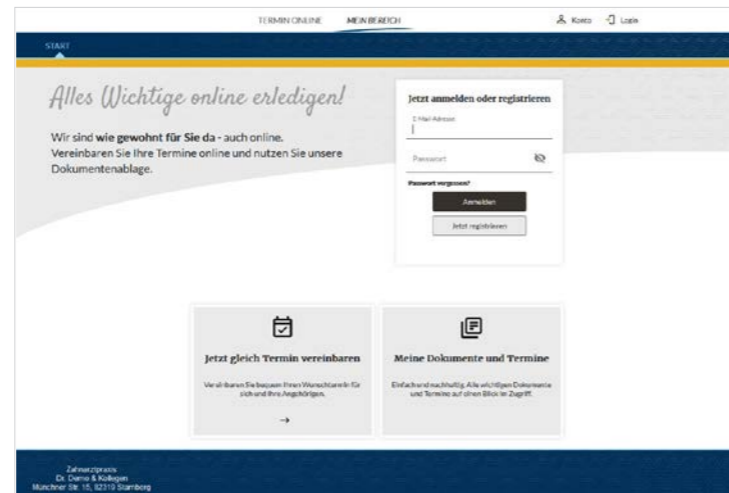 TERMIN ONLINE
MEIN BEREICH
Konto
Login
START
Alles Wichtige online erledigen!
Wir sind wie gewohnt für Sie da - auch online.
Vereinbaren Sie Ihre Termine online und nutzen Sie unsere
Dokumentenablage.
Jetzt anmelden oder registrieren
E-Mail-Adresse
Passwort
Passwort vergessen?
Anmelden
Jetzt registrieren
Jetzt gleich Termin vereinbaren
Vereinbaren Sie bequem Ihren Wunschtermin für
sich und Ihre Angehörigen.
Meine Dokumente und Termine
Einfach und nachhaltig. Alle wichtigen Dokumente
und Termine auf einen Blick im Zugriff.
Zahnarztpraxis
Dr. Demo & Kollegen
Münchner Str. 15, 82319 Starnberg